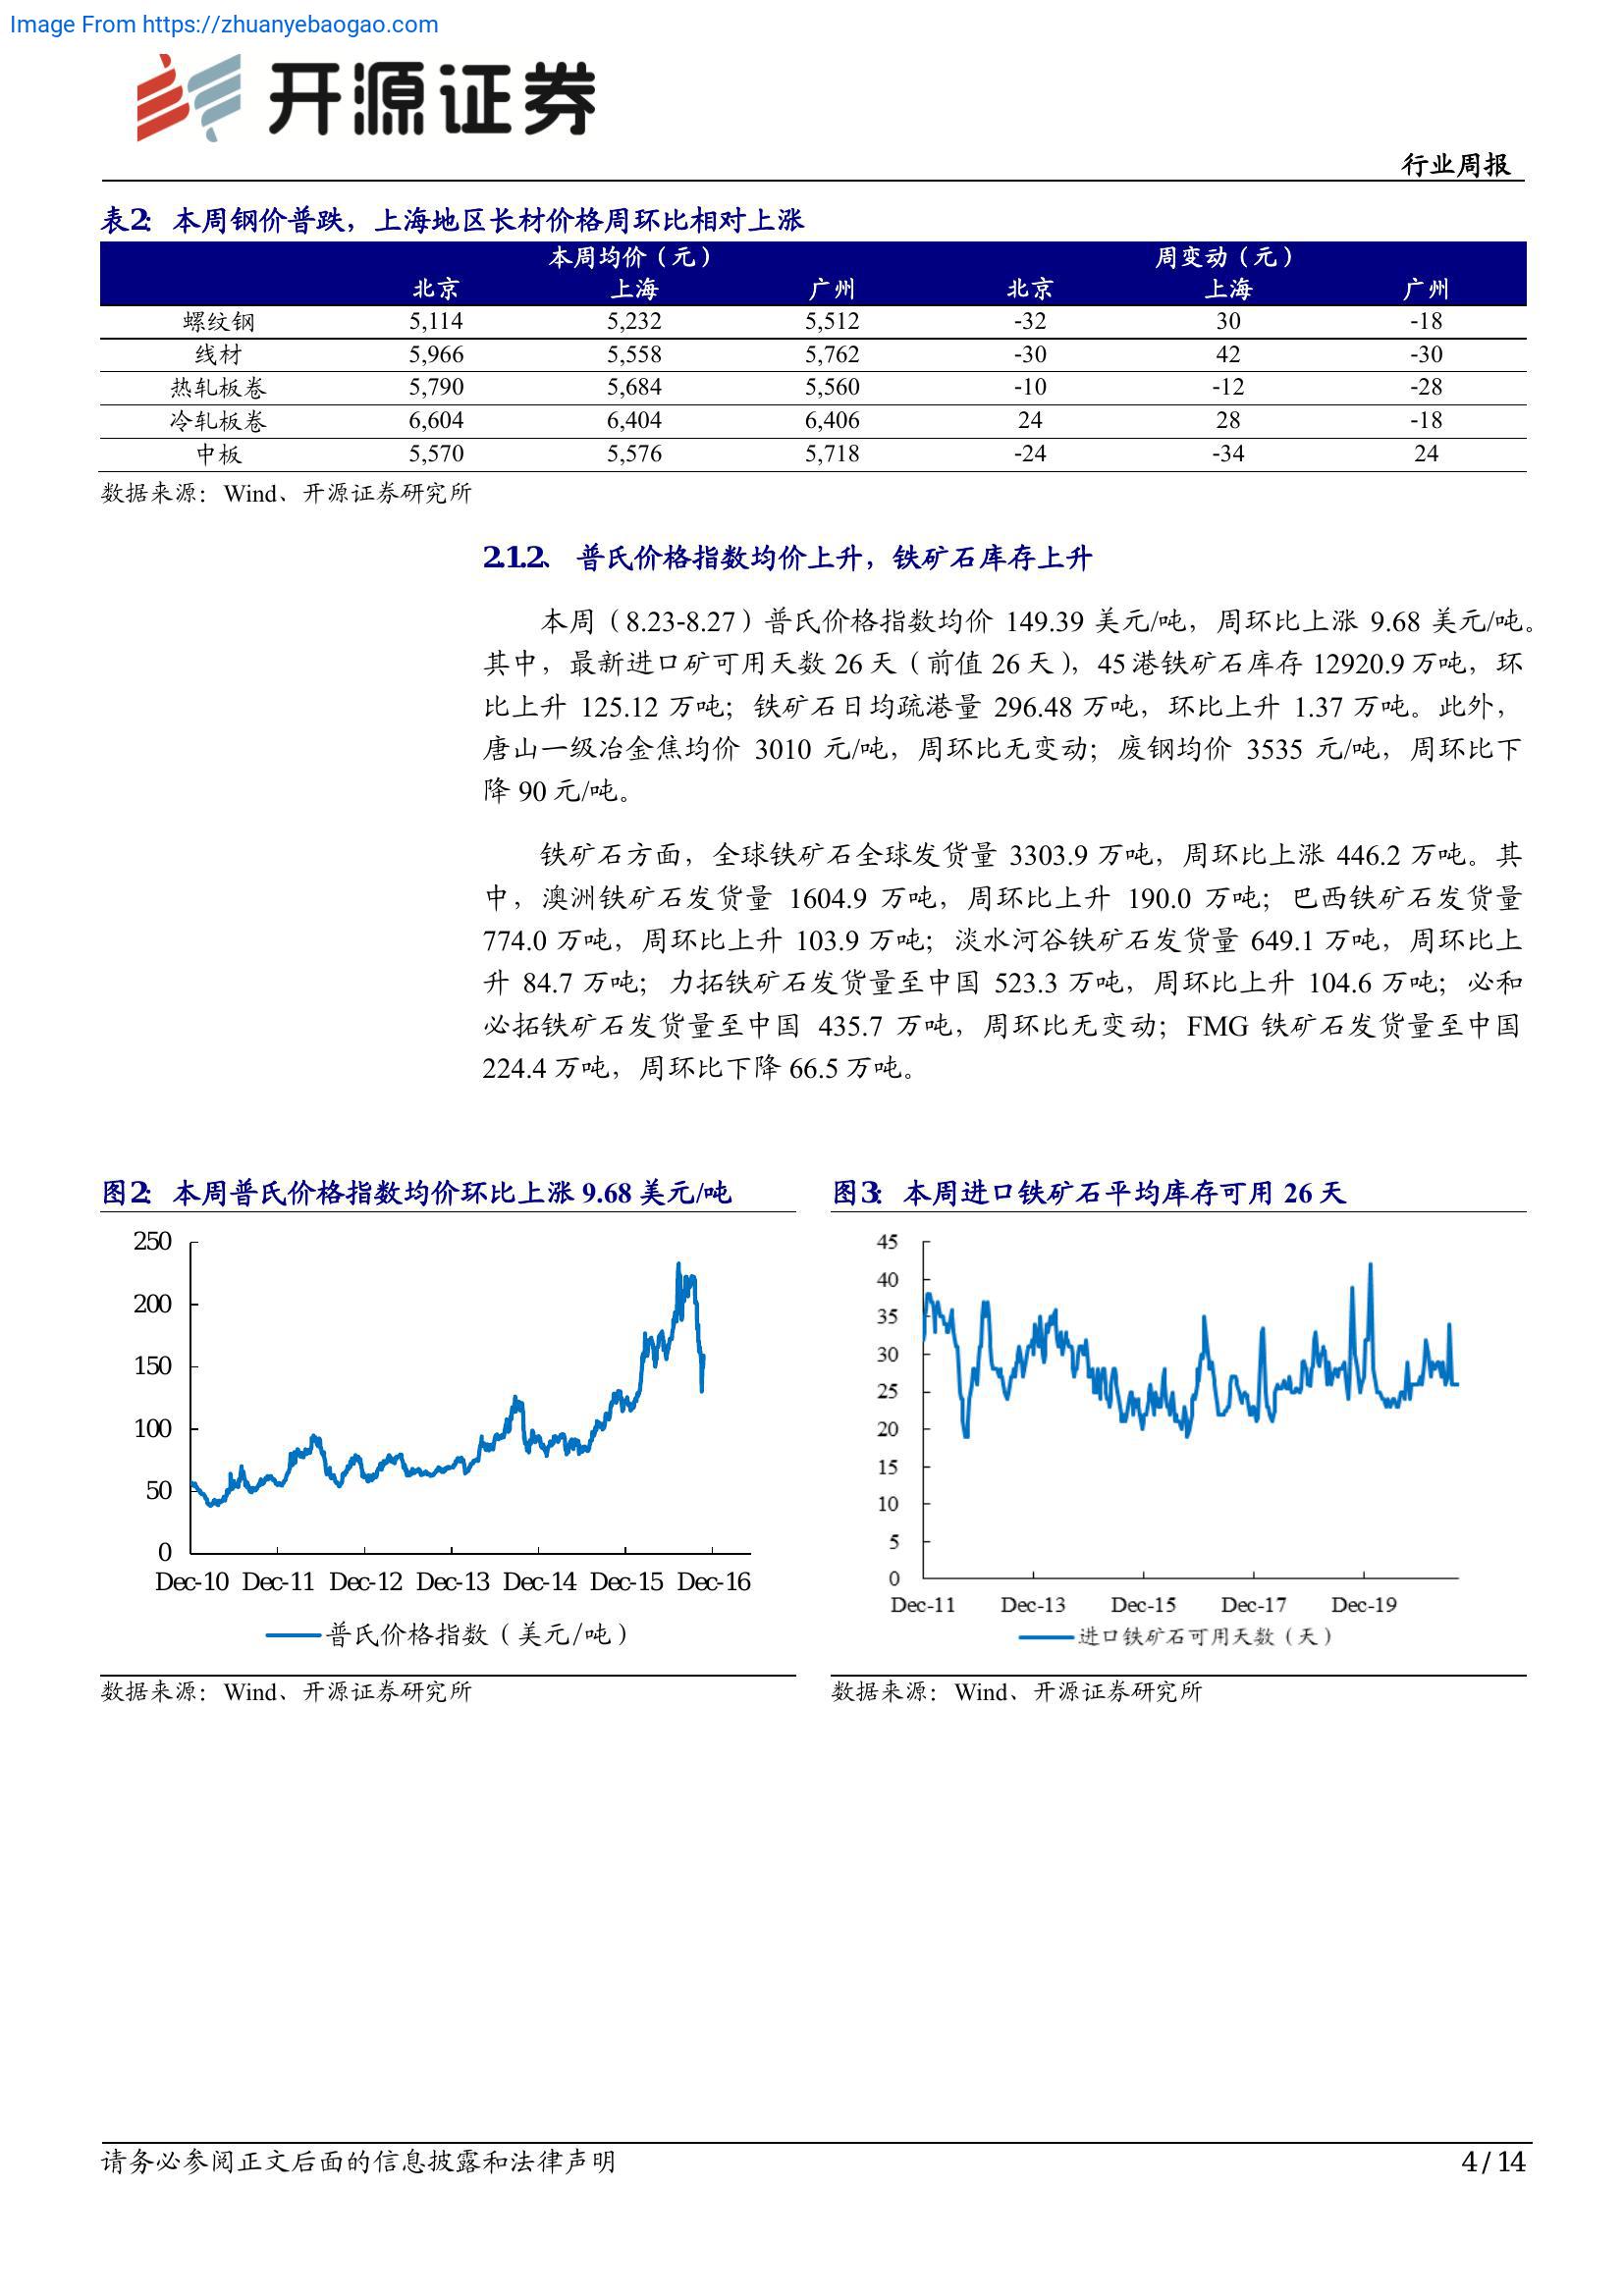 Image From https://zhuanyebaogao.com
开源证券
行业周报
表2： 本周钢价普跌，上海地区长材价格周环比相对上涨
本周均价（元） 周变动（元）
北京 上海 广州 北京 上海 广州
螺纹钢 5,114 5,232 5,512 -32 30 -18
线材 5,966 5,558 5,762 -30 42 -30
热轧板卷 5,790 5,684 5,560 -10 -12 -28
冷轧板卷 6,604 6,404 6,406 24 28 -18
中板 5,570 5,576 5,718 -24 -34 24
数据来源：Wind、开源证券研究所
2.1.2、 普氏价格指数均价上升，铁矿石库存上升
本周（8.23-8.27）普氏价格指数均价 149.39 美元/吨，周环比上涨 9.68 美元/吨。
其中，最新进口矿可用天数 26 天（前值 26 天），45 港铁矿石库存 12920.9 万吨，环
比上升 125.12 万吨；铁矿石日均疏港量 296.48 万吨，环比上升 1.37 万吨。此外，
唐山一级冶金焦均价 3010 元/吨，周环比无变动；废钢均价 3535 元/吨，周环比下
降 90 元/吨。
铁矿石方面，全球铁矿石全球发货量 3303.9 万吨，周环比上涨 446.2 万吨。其
中，澳洲铁矿石发货量 1604.9 万吨，周环比上升 190.0 万吨；巴西铁矿石发货量
774.0 万吨，周环比上升 103.9 万吨；淡水河谷铁矿石发货量 649.1 万吨，周环比上
升 84.7 万吨；力拓铁矿石发货量至中国 523.3 万吨，周环比上升 104.6 万吨；必和
必拓铁矿石发货量至中国 435.7 万吨，周环比无变动；FMG 铁矿石发货量至中国
224.4 万吨，周环比下降 66.5 万吨。
图2： 本周普氏价格指数均价环比上涨 9.68 美元/吨
250
200
150
100
50
0
Dec-10 Dec-11 Dec-12 Dec-13 Dec-14 Dec-15 Dec-16
普氏价格指数（美元/吨）
数据来源：Wind、开源证券研究所
图3： 本周进口铁矿石平均库存可用 26 天
45
40
35
30
25
20
15
10
5
0
Dec-11 Dec-13 Dec-15 Dec-17 Dec-19
进口铁矿石可用天数（天）
数据来源：Wind、开源证券研究所
请务必参阅正文后面的信息披露和法律声明
4 / 14